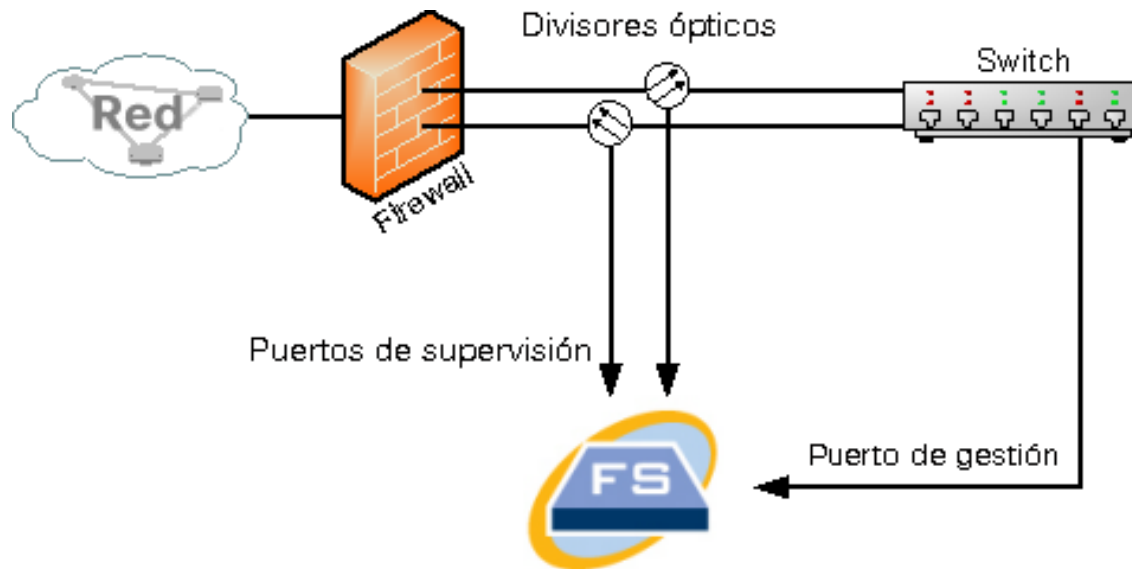 Divisores ópticos
Switch
Red
Firewall
Puertos de supervisión
Puerto de gestión
FS